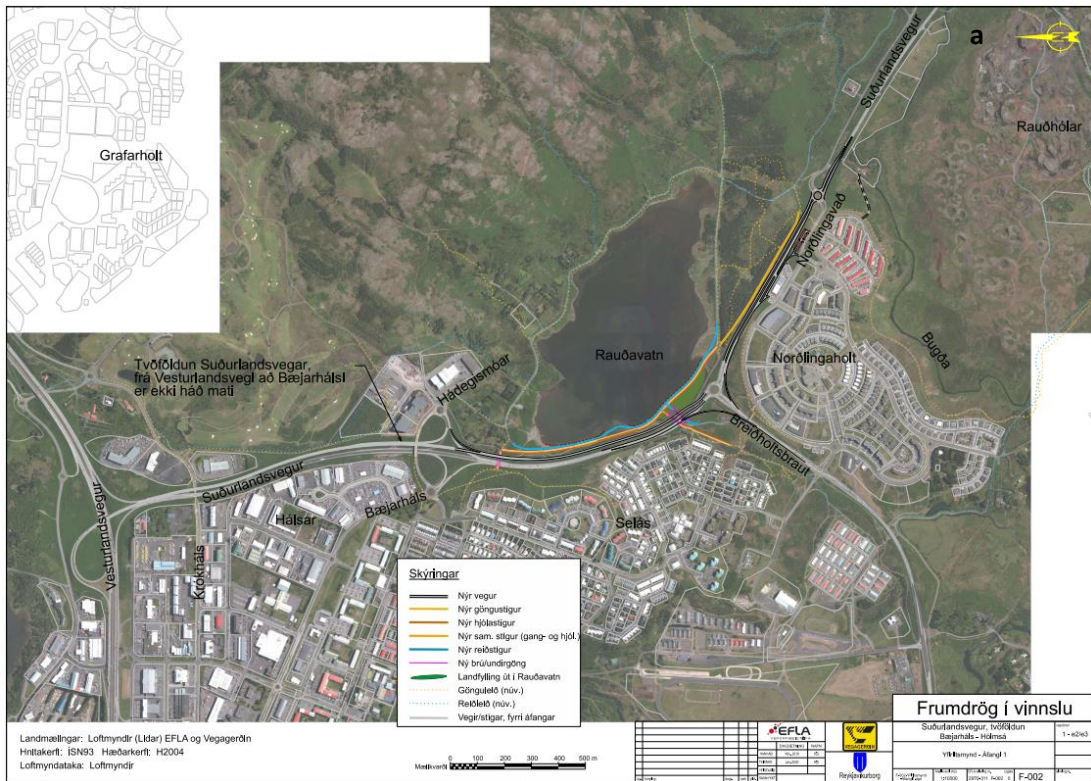 a
Suðurlandsvegur
Rauðhólar
Grafarholt
Norðlingavað
Rauðavatn
Norðlingaholt
Bugða
Tvöföldun Suðurlandsvegar,
frá Vesturlandsvegi að Bæjarhálsi
er ekki háð mati
Hádegismóar
Breiðholtsbraut
Suðurlandsvegur
Vesturlandsvegur
Bæjarháls
Hálsar
Krókháls
Selás
Skýringar
Nýr vegur
Nýr göngustígur
Nýr hjólastígur
Nýr sam. stígur (gang- og hjól.)
Nýr reiðstígur
Ný brú/undirgöng
Landfylling út í Rauðavatn
Gönguleið (núv.)
Reiðleið (núv.)
Vegir/stígar, fyrri áfangar
Landmælingar: Loftmyndir (Lidar) EFLA og Vegagerðin
Hnitakerfi: ISN93 Hæðarkerfi: H2004
Loftmyndataka: Loftmyndir
Mælikvarði
0 100 200 300 400 500 m
EFLA
VEGAGERÐIN
Reykjavíkurborg
Frumdrög í vinnslu
Suðurlandsvegur, tvöföldun
Bæjarháls - Hólmsá
1 - e2/e3
Yfirlitsmynd - Áfangi 1
F-002